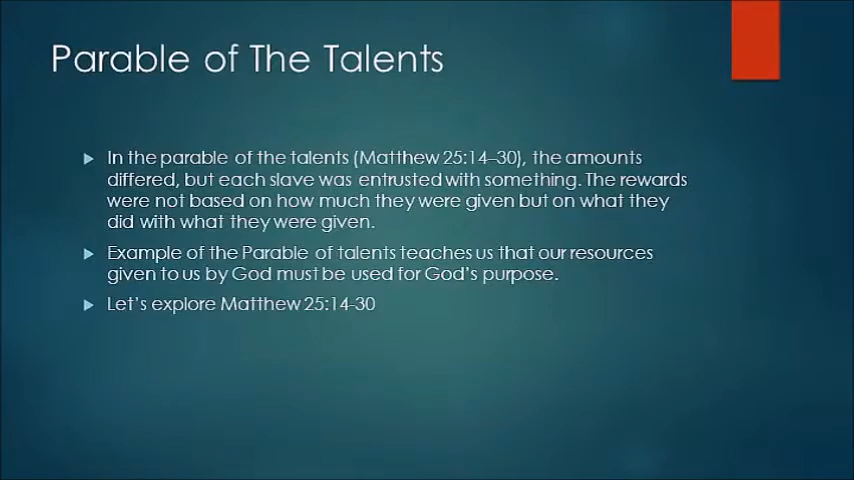 Parable of The Talents
In the parable of the talents (Matthew 25:14–30), the amounts
differed, but each slave was entrusted with something. The rewards
were not based on how much they were given but on what they
did with what they were given.
Example of the Parable of talents teaches us that our resources
given to us by God must be used for God’s purpose.
Let’s explore Matthew 25:14-30